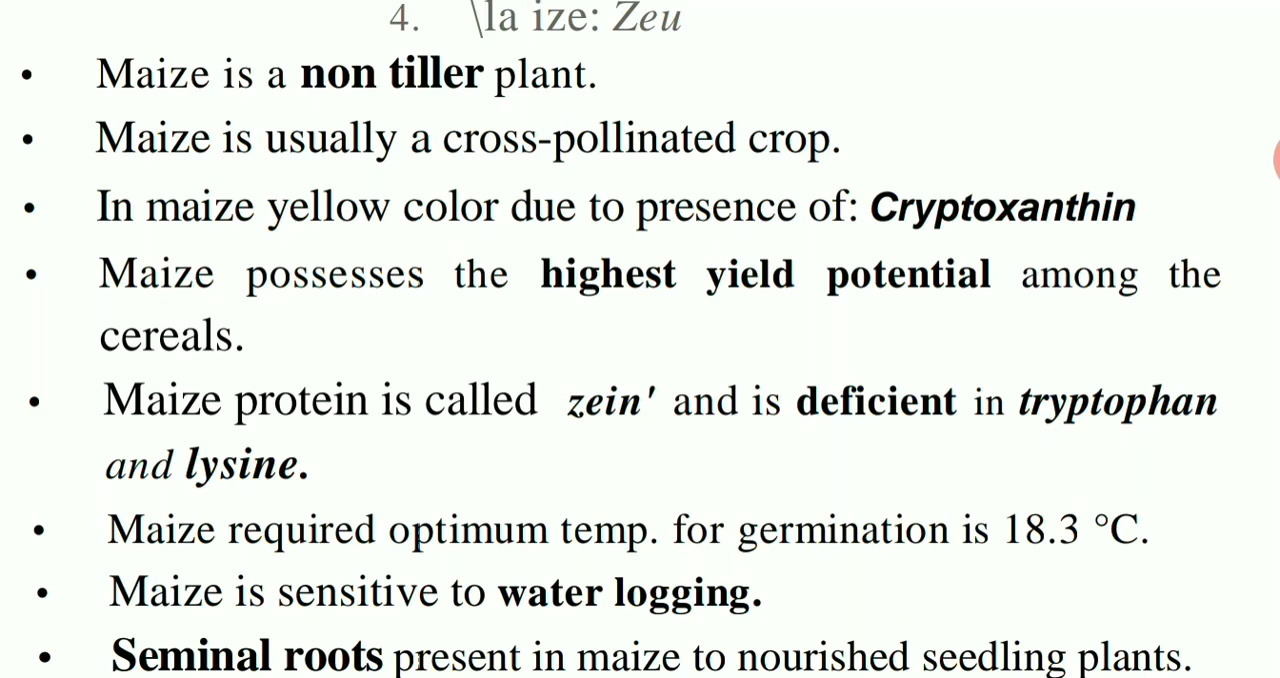 4. \la ize: Zeu
• Maize is a non tiller plant.
• Maize is usually a cross-pollinated crop.
• In maize yellow color due to presence of: Cryptoxanthin
• Maize possesses the highest yield potential among the
cereals.
• Maize protein is called zein' and is deficient in tryptophan
and lysine.
• Maize required optimum temp. for germination is 18.3 °C.
• Maize is sensitive to water logging.
• Seminal roots present in maize to nourished seedling plants.